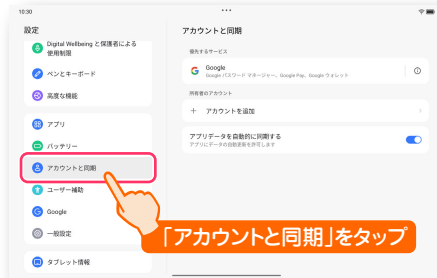 10:30
設定
Digital Wellbeing と保護者による
使用制限
ペンとキーボード
高度な機能
アプリ
バッテリー
アカウントと同期
ユーザー補助
Google
一般設定
タブレット情報
アカウントと同期
優先するサービス
Google
Google パスワード マネージャー、Google Pay、Google ウォレット
所有者のアカウント
アカウントを追加
アプリデータを自動的に同期する
アプリにデータの自動更新を許可します
「アカウントと同期」をタップ